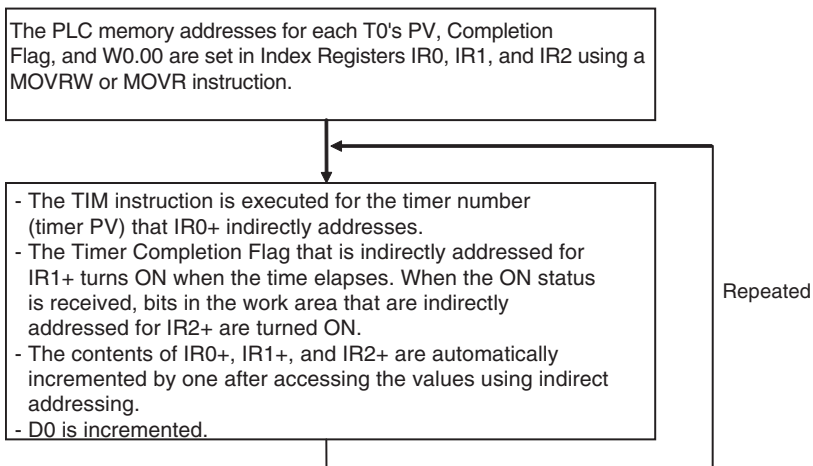 The PLC memory addresses for each T0's PV, Completion
Flag, and W0.00 are set in Index Registers IR0, IR1, and IR2 using a
MOVRW or MOVR instruction.
- The TIM instruction is executed for the timer number
(timer PV) that IR0+ indirectly addresses.
- The Timer Completion Flag that is indirectly addressed for
IR1+ turns ON when the time elapses. When the ON status
is received, bits in the work area that are indirectly
addressed for IR2+ are turned ON.
- The contents of IR0+, IR1+, and IR2+ are automatically
incremented by one after accessing the values using indirect
addressing.
- D0 is incremented.
Repeated